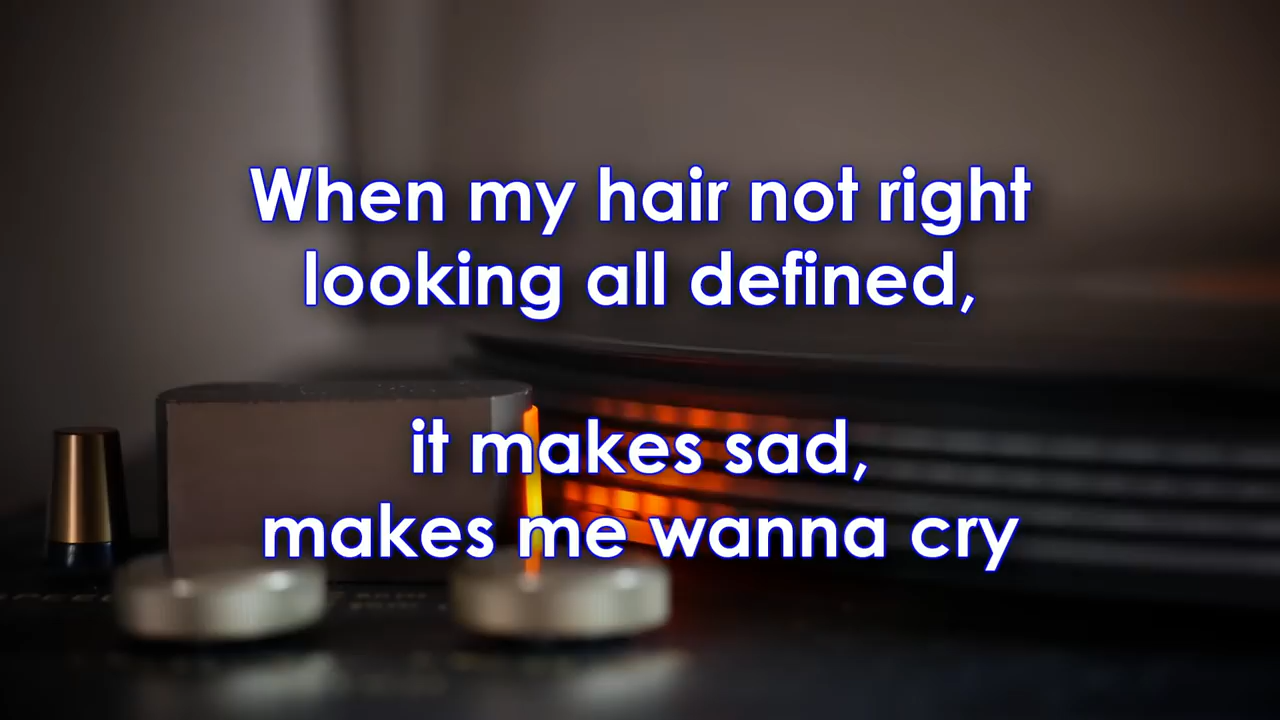 When my hair not right
looking all defined,
it makes sad,
makes me wanna cry